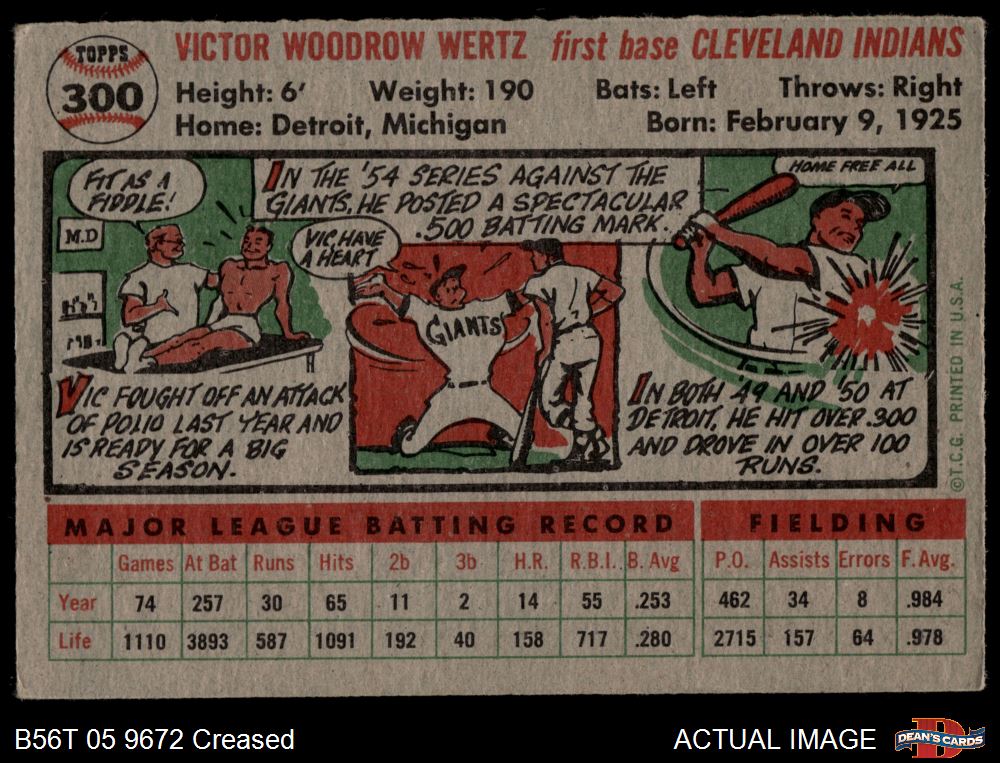 TOPPS
300
VICTOR WOODROW WERTZ first base CLEVELAND INDIANS
Height: 6' Weight: 190 Bats: Left Throws: Right
Home: Detroit, Michigan Born: February 9, 1925
FIT AS A
FIDDLE!
M.D
IN THE '54 SERIES AGAINST THE
GIANTS, HE POSTED A SPECTACULAR
.500 BATTING MARK.
VIC, HAVE
A HEART
GIANTS
HOME FREE ALL
VIC FOUGHT OFF AN ATTACK
OF POLIO LAST YEAR AND
IS READY FOR A BIG
SEASON.
IN BOTH '49 AND '50 AT
DETROIT, HE HIT OVER .300
AND DROVE IN OVER 100
RUNS.
©T.C.G. PRINTED IN U.S.A.
MAJOR LEAGUE BATTING RECORD FIELDING
Games At Bat Runs Hits 2b 3b H.R. R.B.I. B. Avg P.O. Assists Errors F. Avg.
Year 74 257 30 65 11 2 14 55 .253 462 34 8 .984
Life 1110 3893 587 1091 192 40 158 717 .280 2715 157 64 .978
B56T 05 9672 Creased ACTUAL IMAGE DEAN'S CARDS